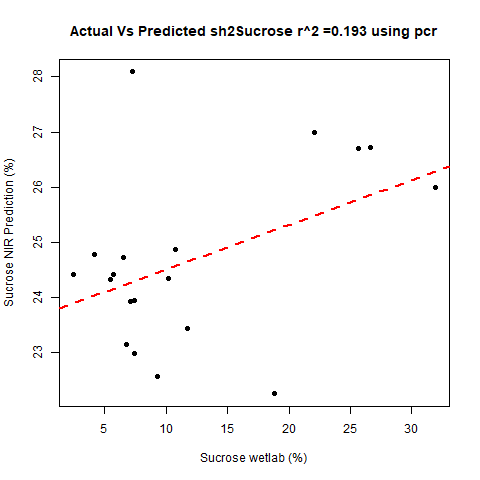 Actual Vs Predicted sh2Sucrose r^2 =0.193 using pcr
28
27
26
25
24
23
Sucrose NIR Prediction (%)
5 10 15 20 25 30
Sucrose wetlab (%)